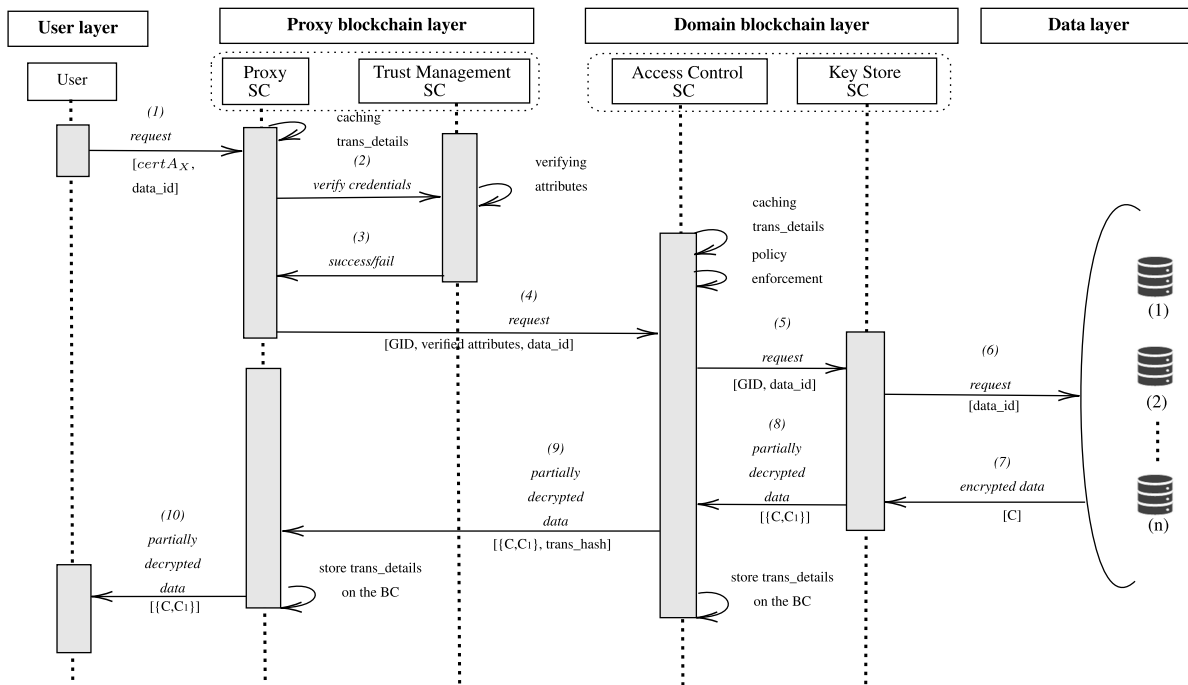 User layer
Proxy blockchain layer
Domain blockchain layer
Data layer
User
Proxy
SC
Trust Management
SC
Access Control
SC
Key Store
SC
(1)
request
[certA_X,
data_id]
caching
trans_details
(2)
verify credentials
verifying
attributes
(3)
success/fail
caching
trans_details
policy
enforcement
(4)
request
[GID, verified attributes, data_id]
(5)
request
[GID, data_id]
(6)
request
[data_id]
(1)
(2)
(n)
(7)
encrypted data
[C]
(8)
partially
decrypted
data
[{C,C₁}]
(9)
partially
decrypted
data
[{C,C₁}, trans_hash]
(10)
partially
decrypted
data
[{C,C₁}]
store trans_details
on the BC
store trans_details
on the BC